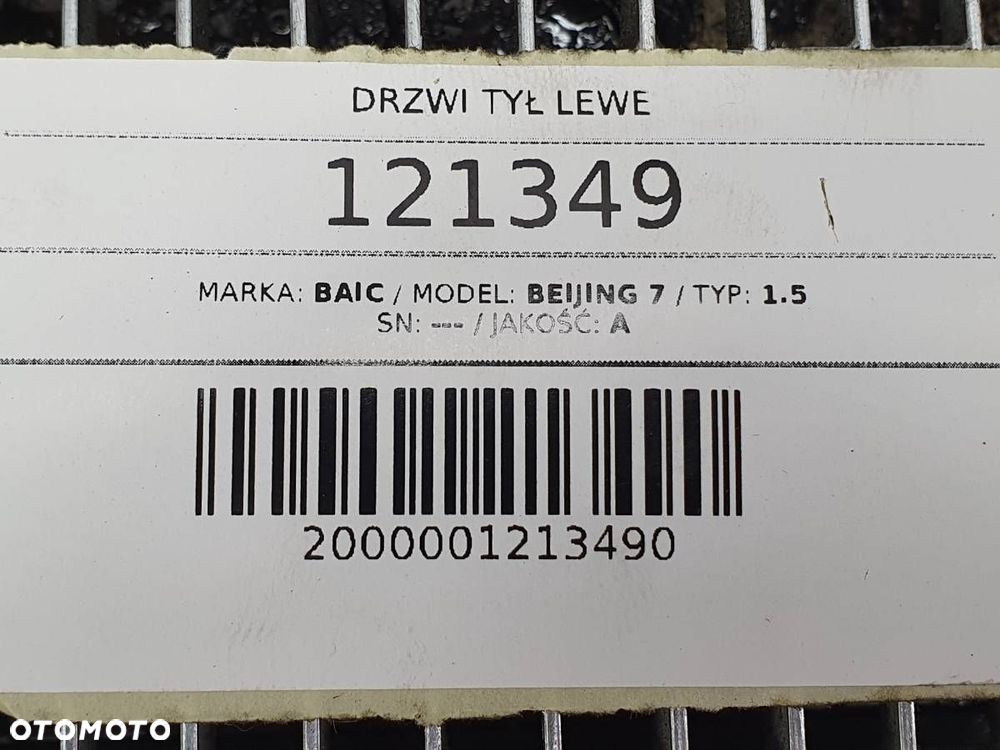 DRZWI TYŁ LEWE
121349
MARKA: BAIC / MODEL: BEIJING 7 / TYP: 1.5
SN: --- / JAKOŚĆ: A
2000001213490
OTOMOTO